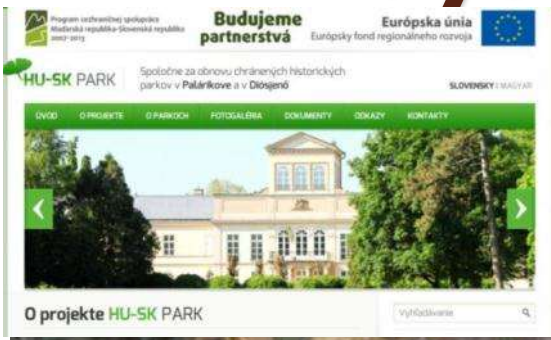 Program cezhraničnej spolupráce
Maďarská republika-Slovenská republika
2007-2013
Budujeme
partnerstvá
Európska únia
Európsky fond regionálneho rozvoja
HU-SK PARK
Spoločne za obnovu chránených historických
parkov v Palárikove a v Diósjenő
SLOVENSKY | MAGYAR
ÚVOD O PROJEKTE O PARKOCH FOTOGALÉRIA DOKUMENTY ODKAZY KONTAKTY
O projekte HU-SK PARK
Vyhľadávanie